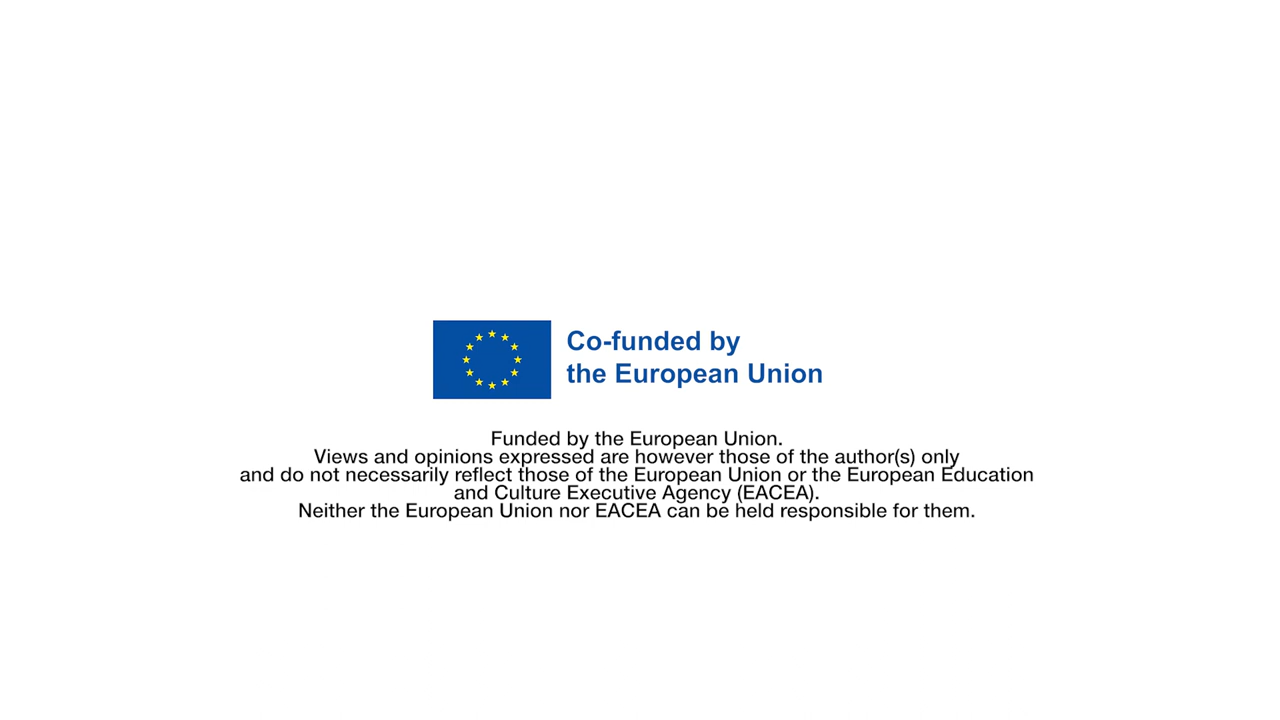 Co-funded by
the European Union
Funded by the European Union.
Views and opinions expressed are however those of the author(s) only
and do not necessarily reflect those of the European Union or the European Education
and Culture Executive Agency (EACEA).
Neither the European Union nor EACEA can be held responsible for them.